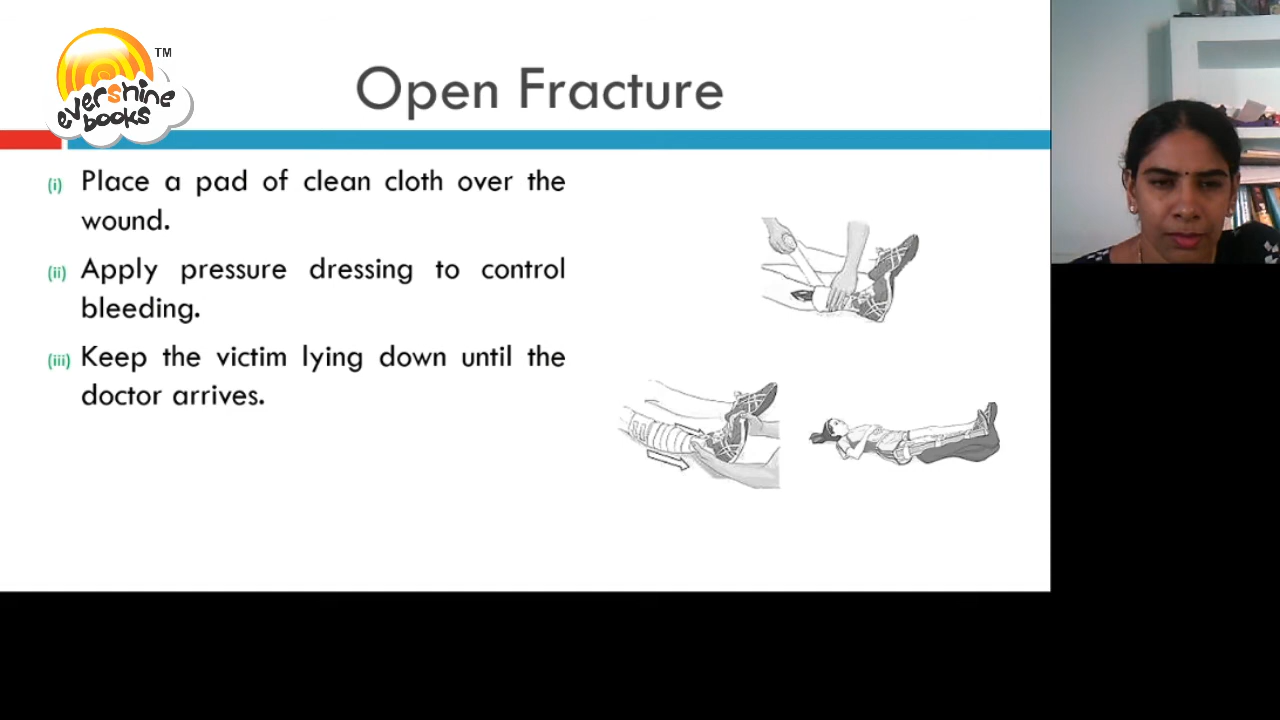 TM
evershine
books
Open Fracture
(i) Place a pad of clean cloth over the
wound.
(ii) Apply pressure dressing to control
bleeding.
(iii) Keep the victim lying down until the
doctor arrives.